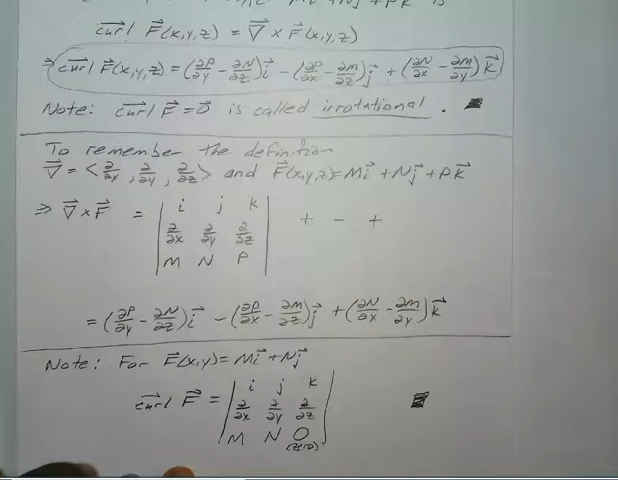 curl F⃗(x,y,z) = ∇⃗ × F⃗(x,y,z)
⇒ curl F⃗(x,y,z) = (∂P/∂y - ∂N/∂z)i⃗ - (∂P/∂x - ∂M/∂z)j⃗ + (∂N/∂x - ∂M/∂y)k⃗
Note: curl F⃗ = 0⃗ is called irrotational.
To remember the definition
∇⃗ = <∂/∂x, ∂/∂y, ∂/∂z> and F⃗(x,y,z)=Mi⃗ + Nj⃗ + Pk⃗
⇒ ∇⃗ × F⃗ = | i j k | + - +
| ∂/∂x ∂/∂y ∂/∂z |
| M N P |
= (∂P/∂y - ∂N/∂z)i⃗ - (∂P/∂x - ∂M/∂z)j⃗ + (∂N/∂x - ∂M/∂y)k⃗
Note: For F⃗(x,y)=Mi⃗ + Nj⃗
curl F⃗ = | i j k |
| ∂/∂x ∂/∂y ∂/∂z |
| M N 0 |
(zero)